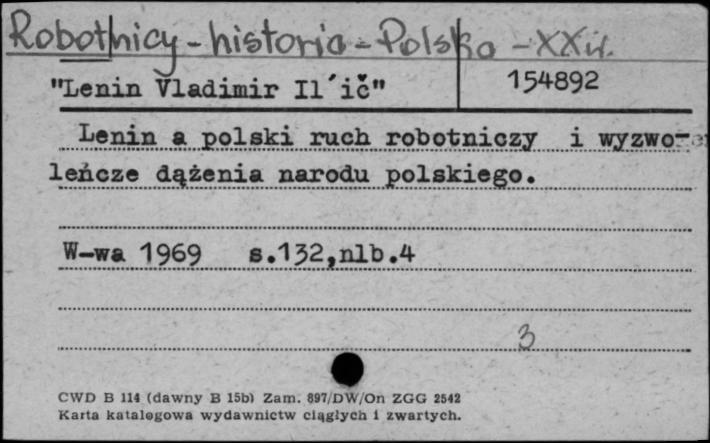 Robotnicy - historia - Polska - XX w.
"Lenin Vladimir Il´ič" 154892
Lenin a polski ruch robotniczy i wyzwo-
leńcze dążenia narodu polskiego.
W-wa 1969 s.132,nlb.4
3
CWD B 114 (dawny B 15b) Zam. 897/DW/On ZGG 2542
Karta katalogowa wydawnictw ciągłych i zwartych.